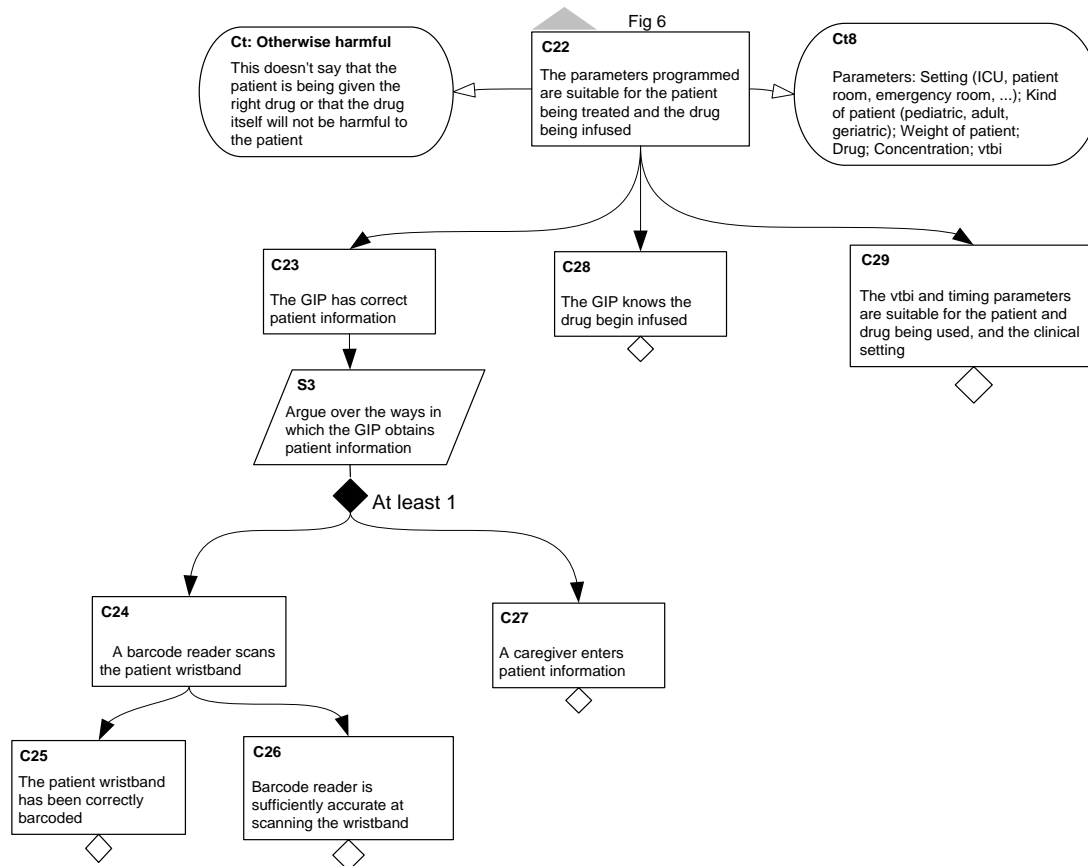 Fig 6
Ct: Otherwise harmful
This doesn't say that the
patient is being given the
right drug or that the drug
itself will not be harmful to
the patient
C22
The parameters programmed
are suitable for the patient
being treated and the drug
being infused
Ct8
Parameters: Setting (ICU, patient
room, emergency room, ...); Kind
of patient (pediatric, adult,
geriatric); Weight of patient;
Drug; Concentration; vtbi
C23
The GIP has correct
patient information
C28
The GIP knows the
drug begin infused
C29
The vtbi and timing parameters
are suitable for the patient and
drug being used, and the clinical
setting
S3
Argue over the ways in
which the GIP obtains
patient information
At least 1
C24
A barcode reader scans
the patient wristband
C27
A caregiver enters
patient information
C25
The patient wristband
has been correctly
barcoded
C26
Barcode reader is
sufficiently accurate at
scanning the wristband